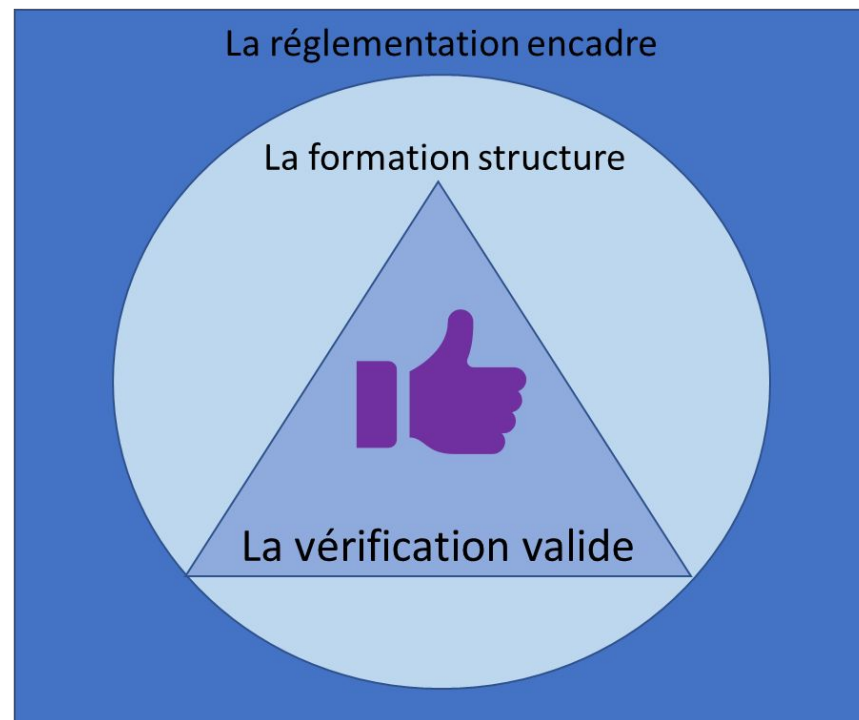 La réglementation encadre
La formation structure
La vérification valide